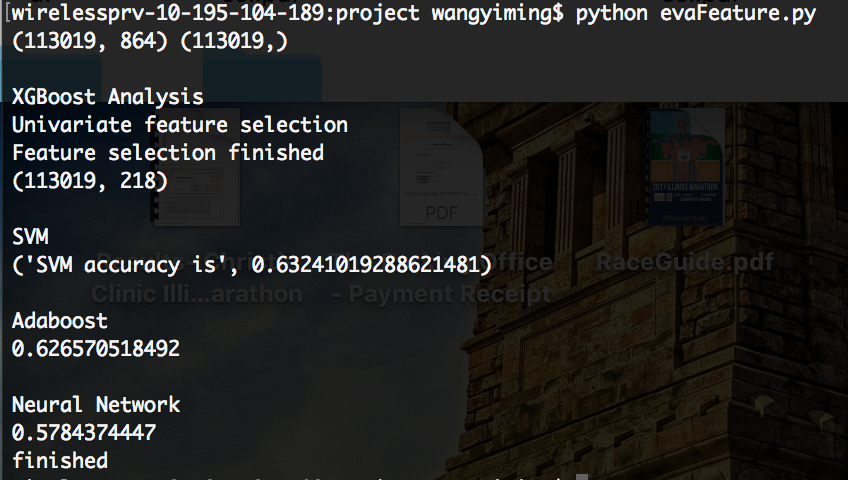 [wirelessprv-10-195-104-189:project wangyiming$ python evaFeature.py
(113019, 864) (113019,)
XGBoost Analysis
Univariate feature selection
Feature selection finished
(113019, 218)
PDF
2017 ILLINOIS MARATHON
SVM
('SVM accuracy is', 0.63241019288621481)
Office
RaceGuide.pdf
Clinic Illi...arathon
- Payment Receipt
Adaboost
0.626570518492
Neural Network
0.5784374447
finished